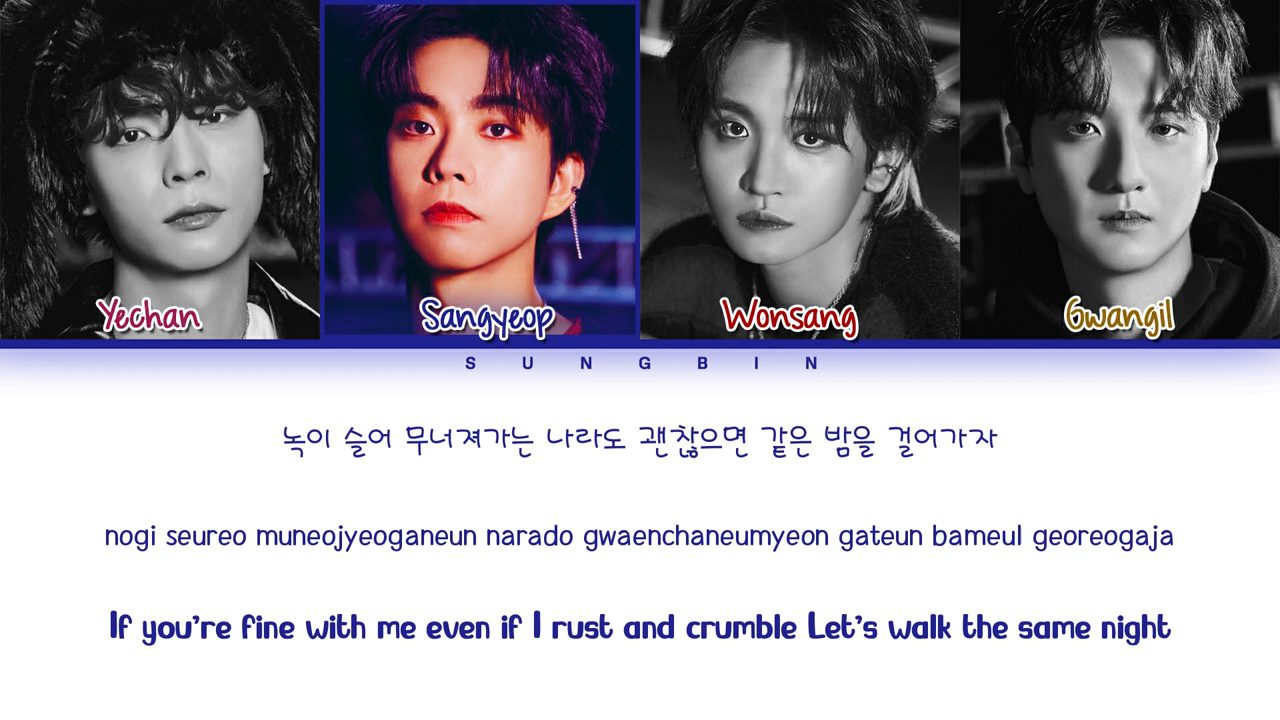 Yechan
Sangyeop
Wonsang
Gwangil
SUNGBIN
녹이 슬어 무너져가는 나라도 괜찮으면 같은 밤을 걸어가자
nogi seureo muneojyeoganeun narado gwaenchaneumyeon gateun bameul georeogaja
If you're fine with me even if I rust and crumble Let's walk the same night